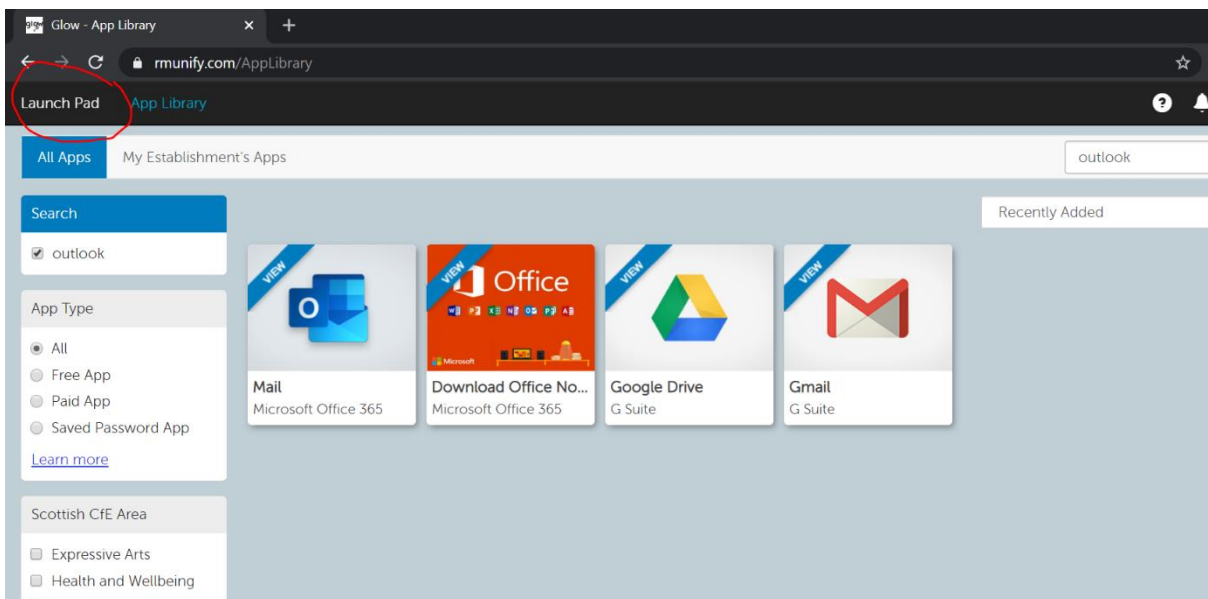 glow Glow - App Library
rmunify.com/AppLibrary
Launch Pad App Library
All Apps My Establishment's Apps outlook
Search Recently Added
outlook
VIEW VIEW VIEW VIEW
Office
O
Microsoft
App Type
All
Free App
Paid App
Saved Password App
Learn more
Mail Download Office No... Google Drive Gmail
Microsoft Office 365 Microsoft Office 365 G Suite G Suite
Scottish CfE Area
Expressive Arts
Health and Wellbeing